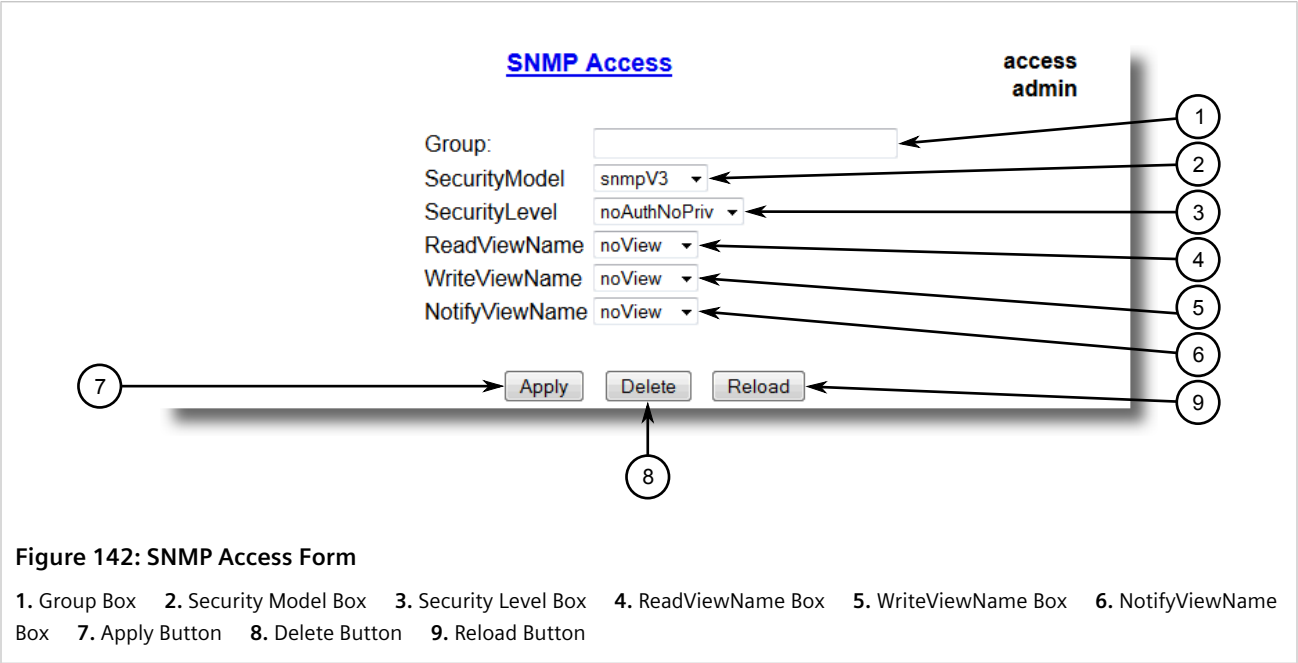 SNMP Access
access
admin
Group:
1
SecurityModel snmpV3
2
SecurityLevel noAuthNoPriv
3
ReadViewName noView
4
WriteViewName noView
5
NotifyViewName noView
6
7
Apply Delete Reload
9
8
Figure 142: SNMP Access Form
1. Group Box 2. Security Model Box 3. Security Level Box 4. ReadViewName Box 5. WriteViewName Box 6. NotifyViewName
Box 7. Apply Button 8. Delete Button 9. Reload Button